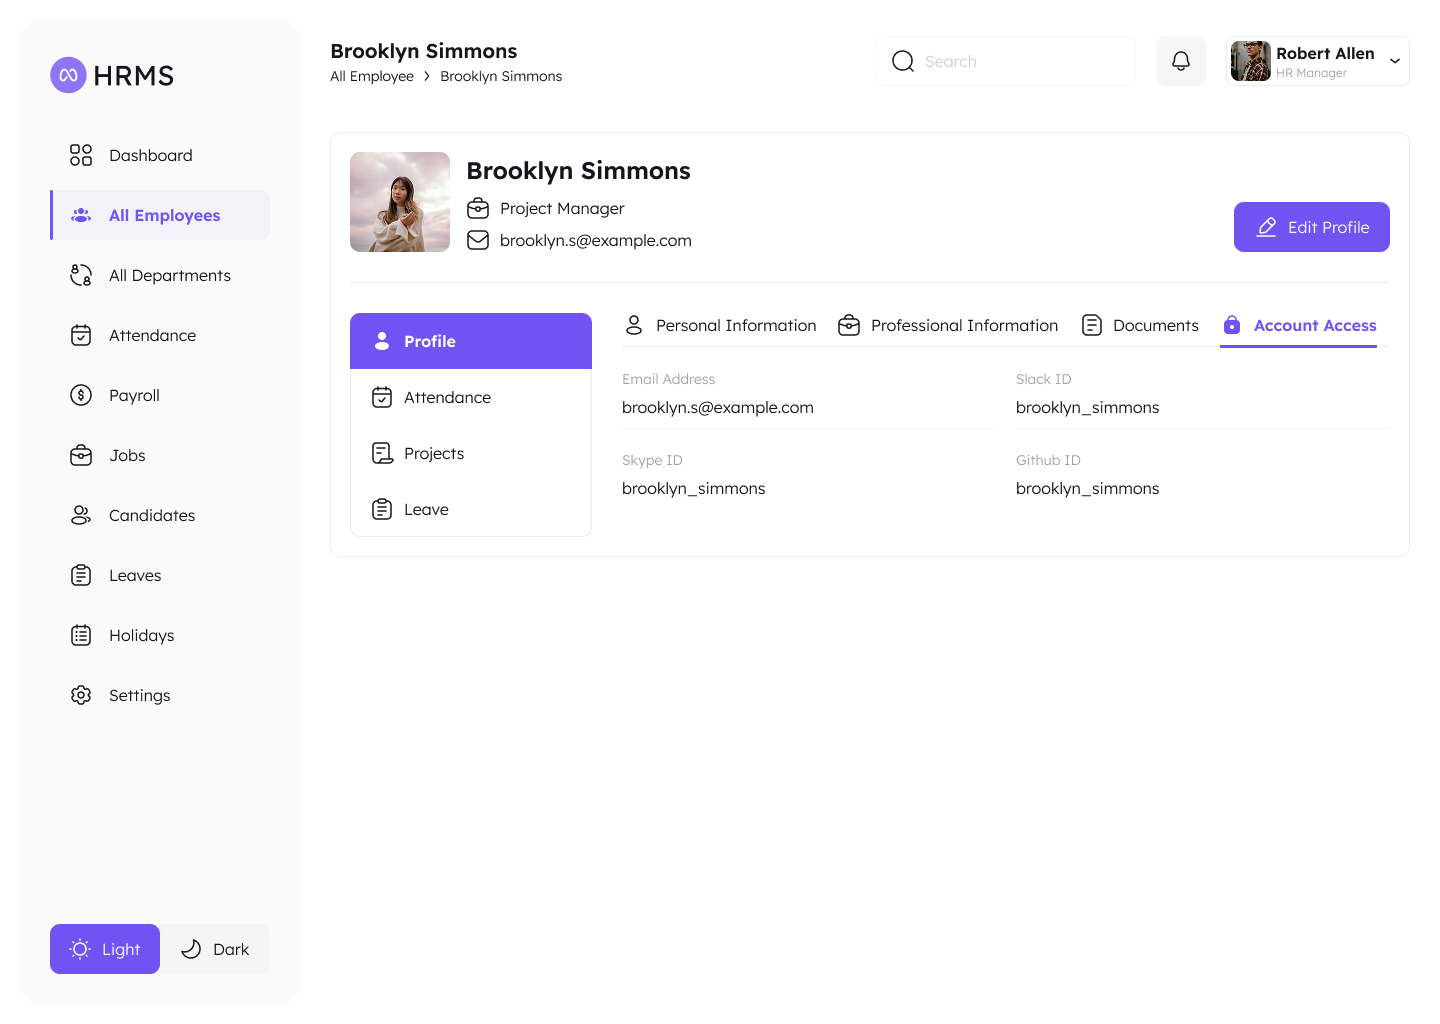 HRMS
Dashboard
All Employees
All Departments
Attendance
Payroll
Jobs
Candidates
Leaves
Holidays
Settings
Light
Dark
Brooklyn Simmons
All Employee > Brooklyn Simmons
Search
Robert Allen
HR Manager
Brooklyn Simmons
Project Manager
brooklyn.s@example.com
Edit Profile
Profile
Attendance
Projects
Leave
Personal Information
Professional Information
Documents
Account Access
Email Address
brooklyn.s@example.com
Slack ID
brooklyn_simmons
Skype ID
brooklyn_simmons
Github ID
brooklyn_simmons